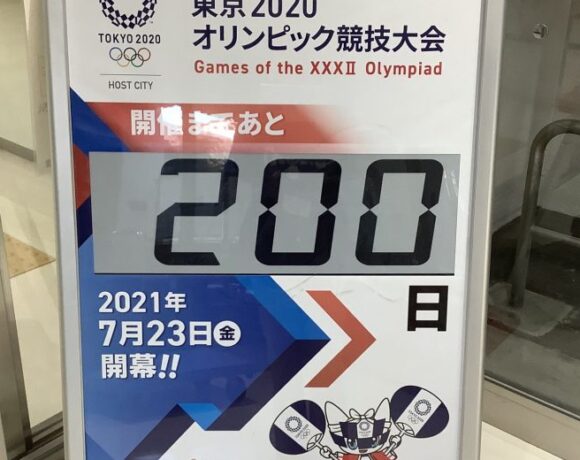 TOKYO 2020
HOST CITY
東京2020
オリンピック競技大会
Games of the XXXⅡ Olympiad
開催まであと
200
日
2021年
7月23日㊎
開幕!!